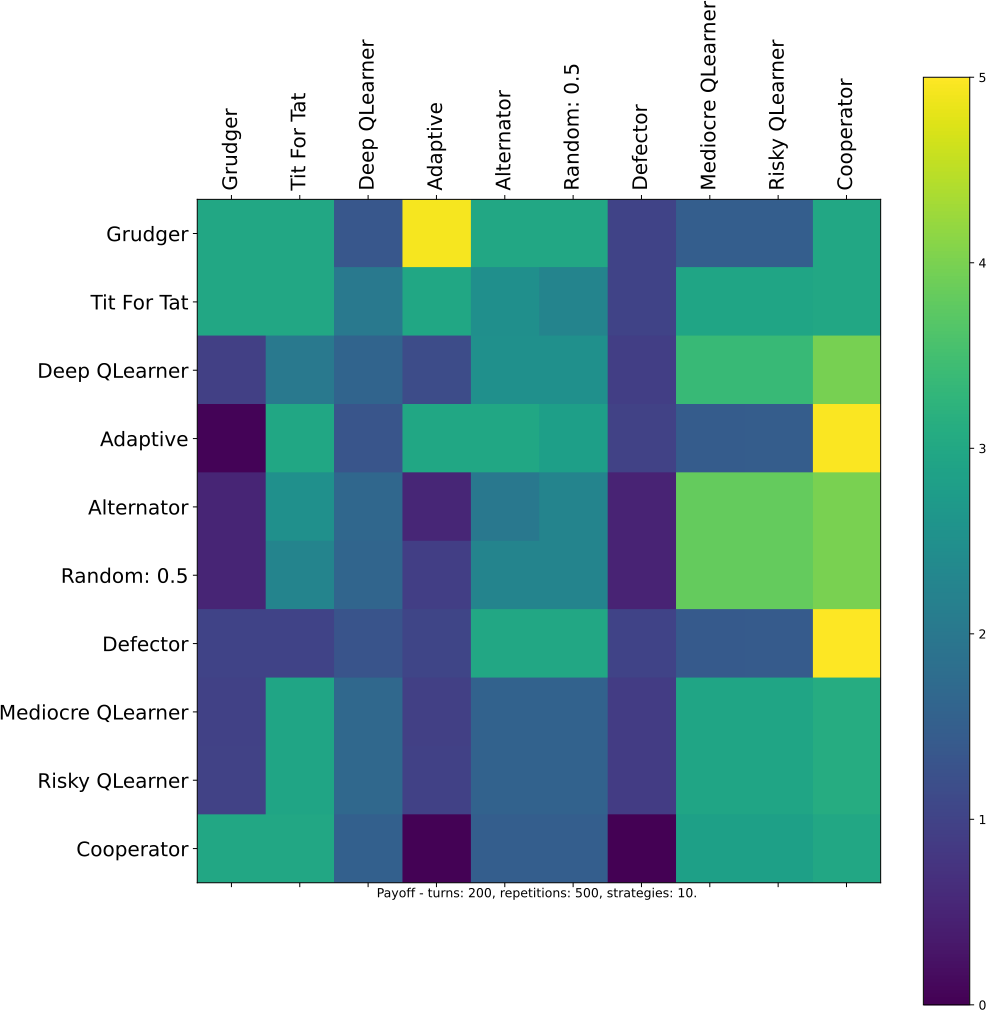 Grudger
Tit For Tat
Deep QLearner
Adaptive
Alternator
Random: 0.5
Defector
Mediocre QLearner
Risky QLearner
Cooperator
Grudger
Tit For Tat
Deep QLearner
Adaptive
Alternator
Random: 0.5
Defector
Mediocre QLearner
Risky QLearner
Cooperator
Payoff - turns: 200, repetitions: 500, strategies: 10.
5
4
3
2
1
0